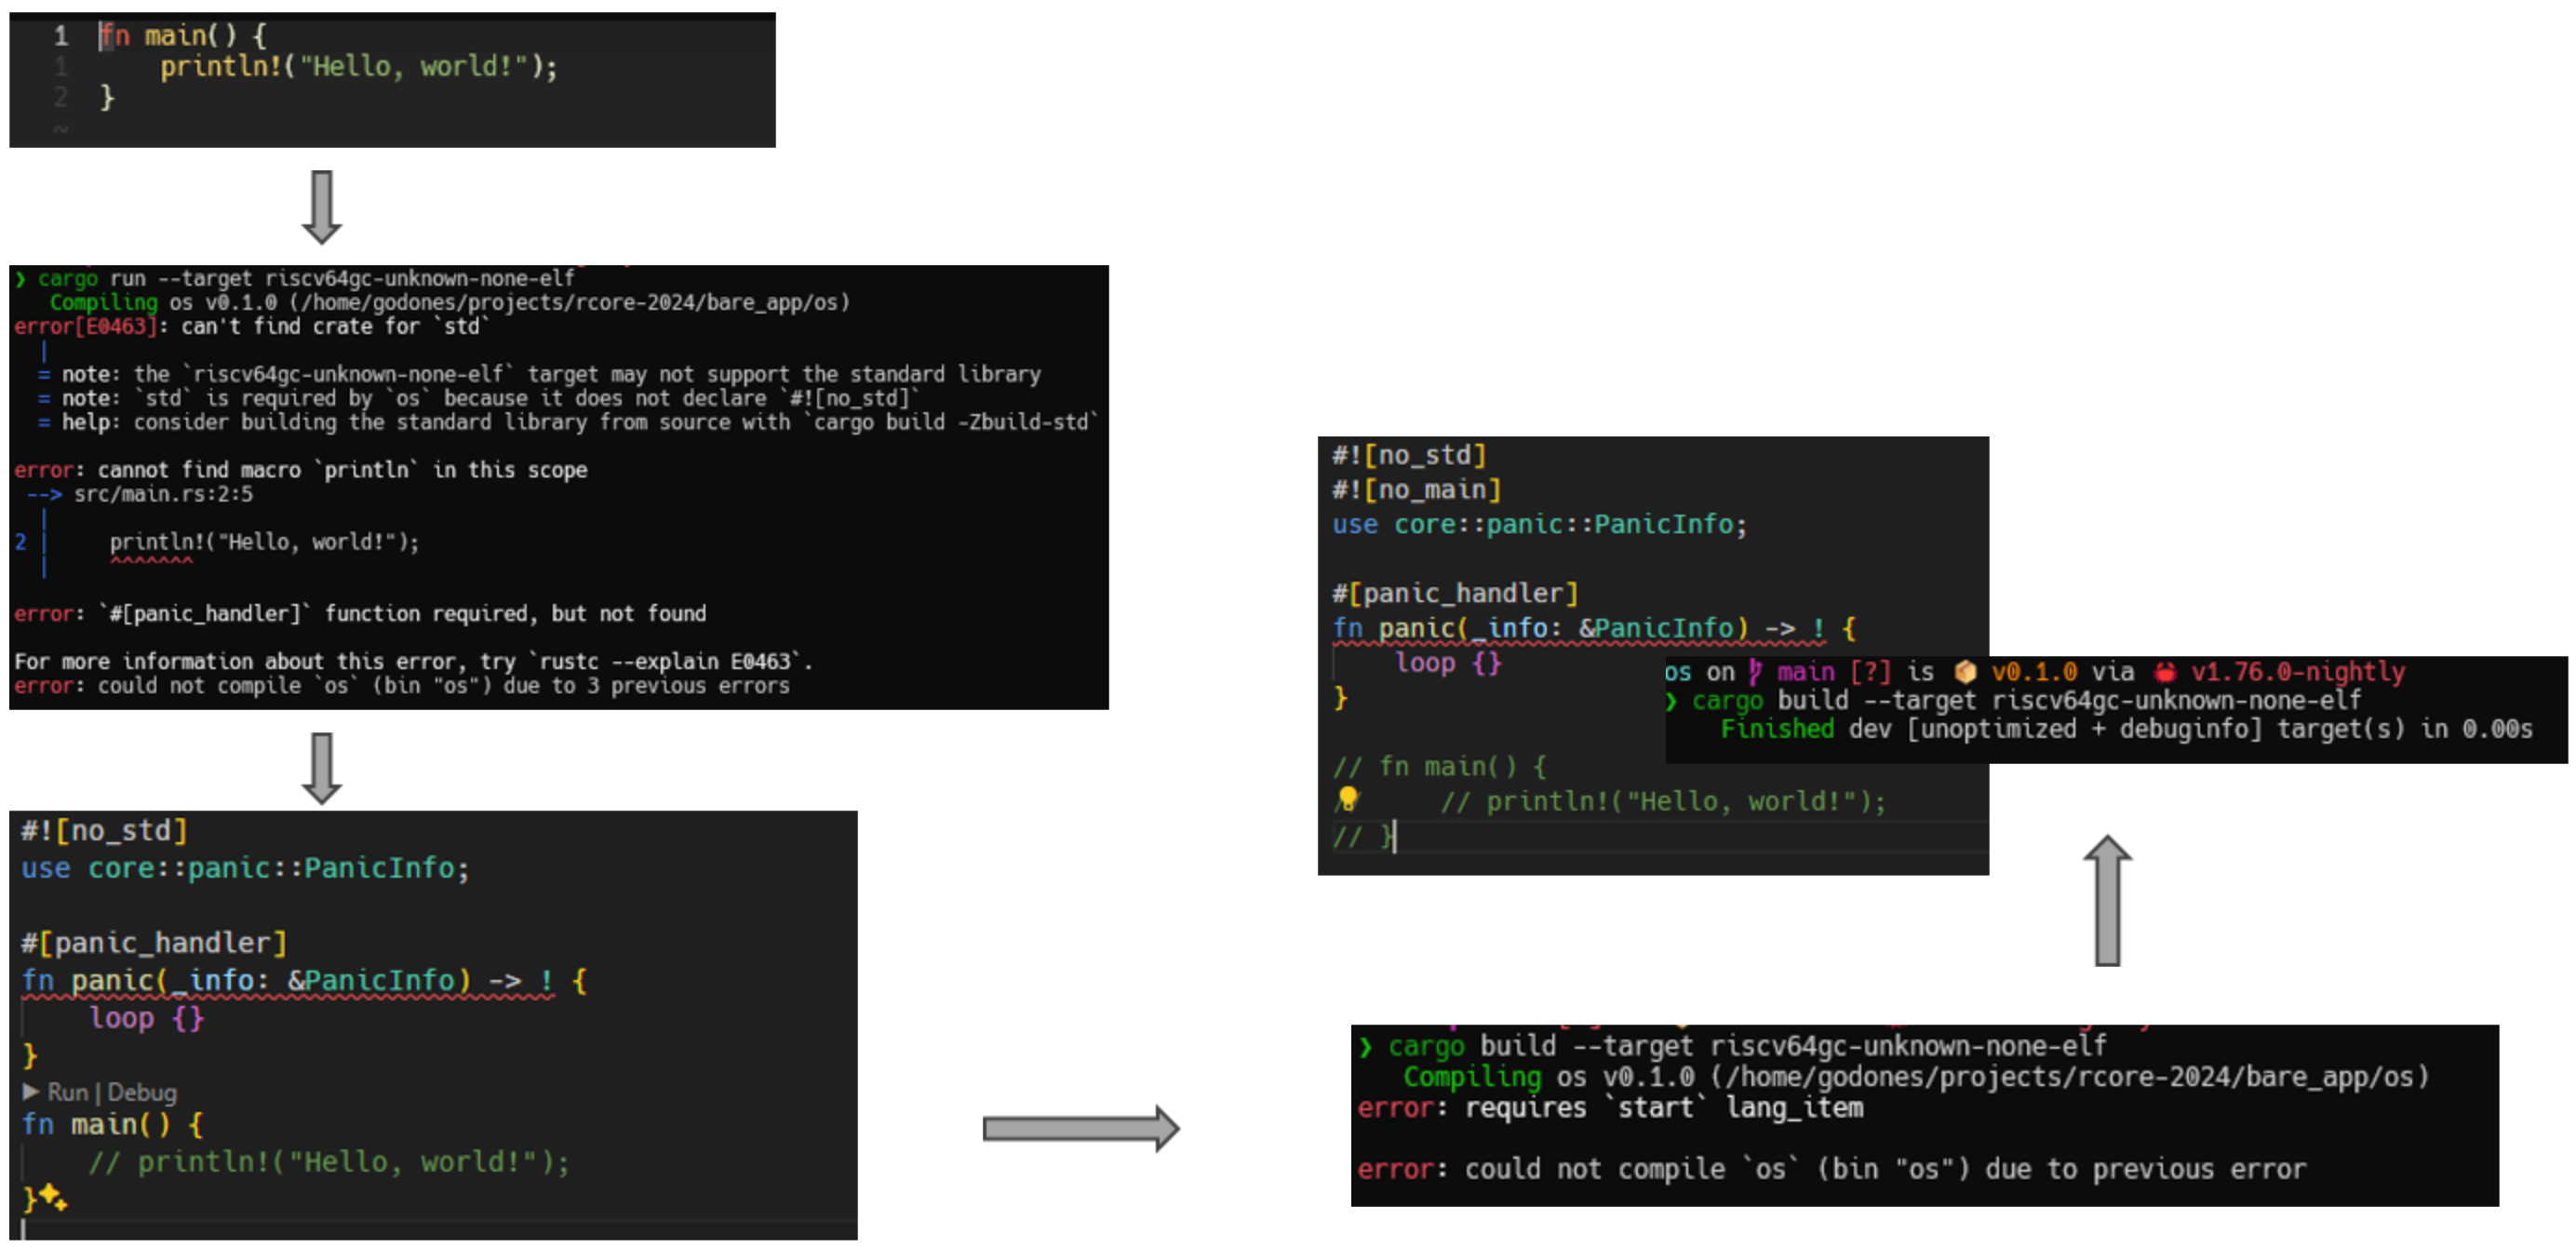 1 fn main() {
1 println!("Hello, world!");
2 }
~
❯ cargo run --target riscv64gc-unknown-none-elf
Compiling os v0.1.0 (/home/godones/projects/rcore-2024/bare_app/os)
error[E0463]: can't find crate for `std`
|
= note: the `riscv64gc-unknown-none-elf` target may not support the standard library
= note: `std` is required by `os` because it does not declare `#![no_std]`
= help: consider building the standard library from source with `cargo build -Zbuild-std`
error: cannot find macro `println` in this scope
--> src/main.rs:2:5
|
2 | println!("Hello, world!");
| ^^^^^^^
error: `#[panic_handler]` function required, but not found
For more information about this error, try `rustc --explain E0463`.
error: could not compile `os` (bin "os") due to 3 previous errors
#![no_std]
use core::panic::PanicInfo;
#[panic_handler]
fn panic(_info: &PanicInfo) -> ! {
loop {}
}
▶ Run | Debug
fn main() {
// println!("Hello, world!");
}
❯ cargo build --target riscv64gc-unknown-none-elf
Compiling os v0.1.0 (/home/godones/projects/rcore-2024/bare_app/os)
error: requires `start` lang_item
error: could not compile `os` (bin "os") due to previous error
#![no_std]
#![no_main]
use core::panic::PanicInfo;
#[panic_handler]
fn panic(_info: &PanicInfo) -> ! {
loop {}
}
// fn main() {
// // println!("Hello, world!");
// }
os on main [?] is 📦 v0.1.0 via 🦀 v1.76.0-nightly
❯ cargo build --target riscv64gc-unknown-none-elf
Finished dev [unoptimized + debuginfo] target(s) in 0.00s